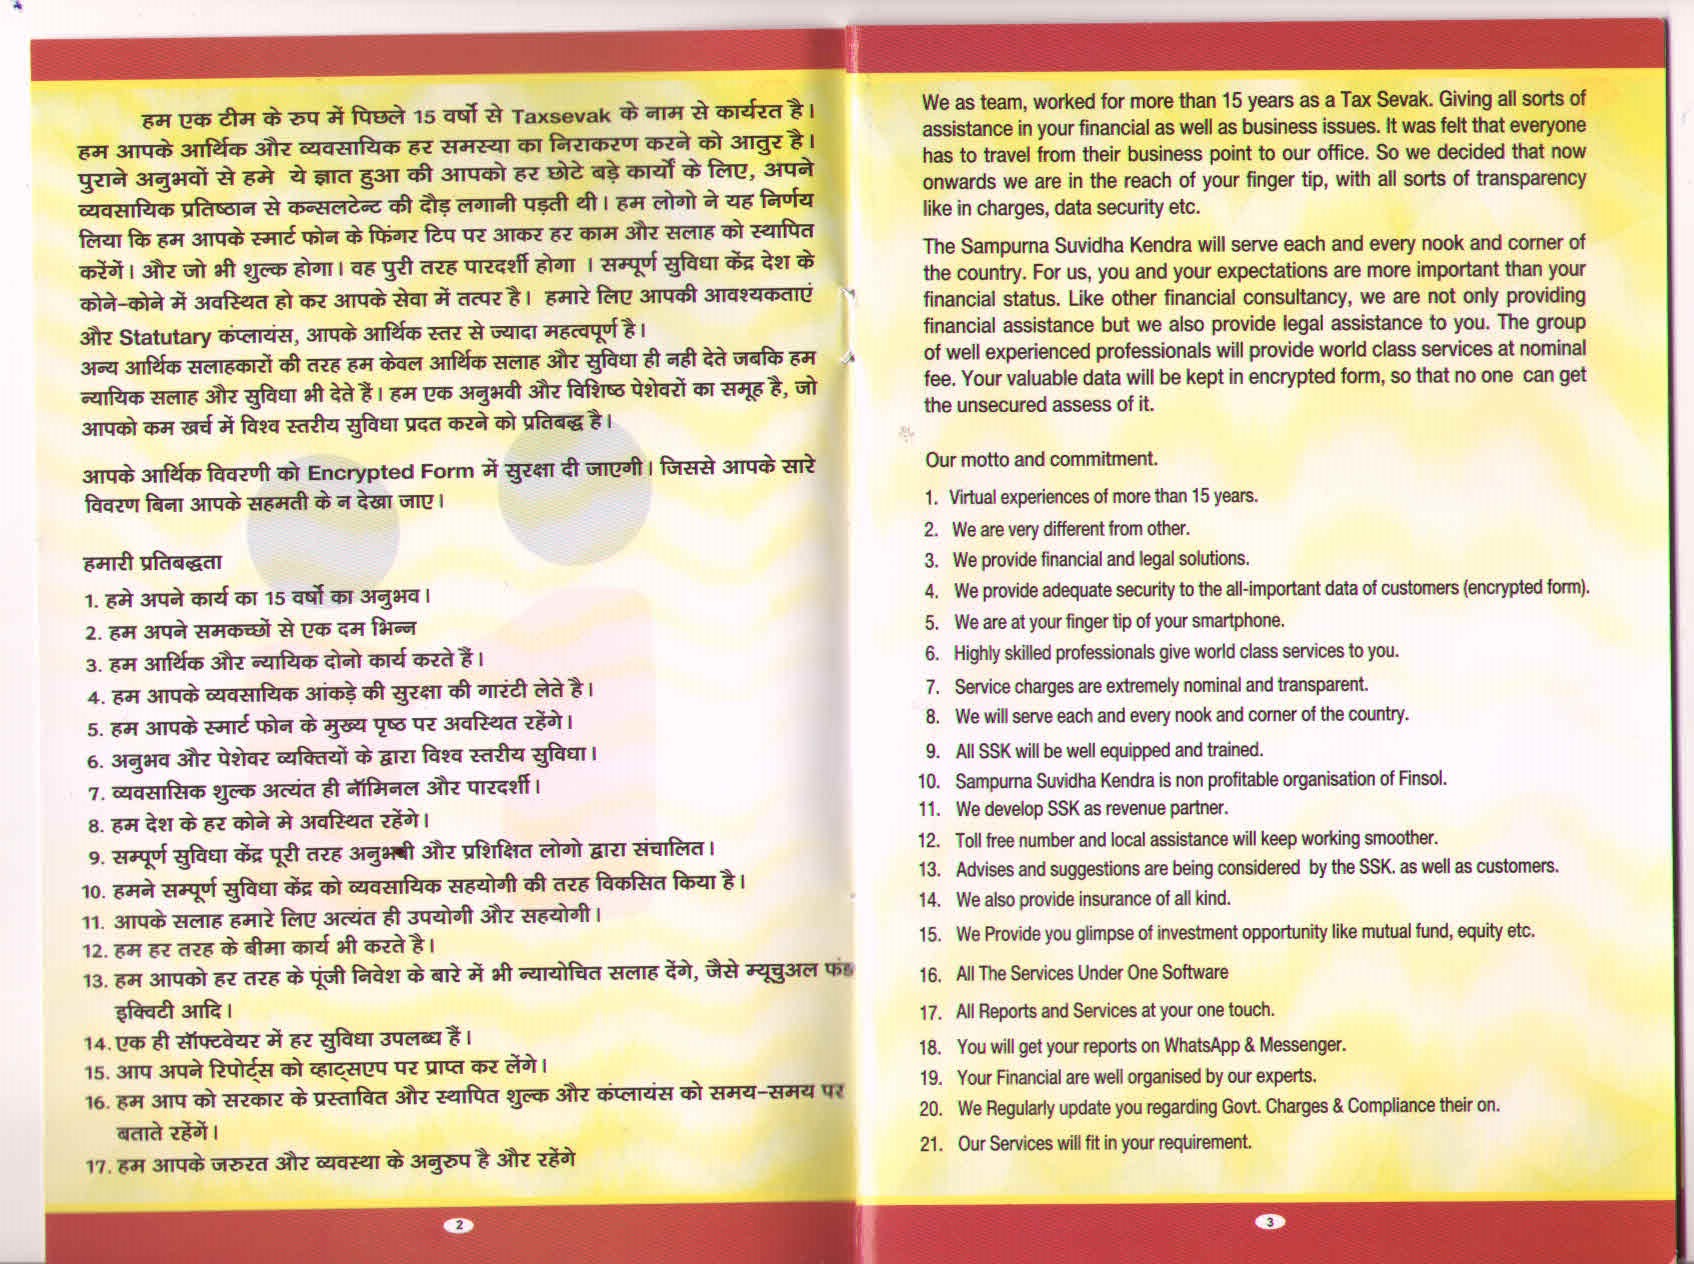 हम एक टीम के रुप में पिछले 15 वर्षो से Taxsevak के नाम से कार्यरत है।
हम आपके आर्थिक और व्यवसायिक हर समस्या का निराकरण करने को आतुर है।
पुराने अनुभवों से हमे ये ज्ञात हुआ की आपको हर छोटे बड़े कार्यों के लिए, अपने
व्यवसायिक प्रतिष्ठान से कन्सलटेन्ट की दौड़ लगानी पड़ती थी। हम लोगो ने यह निर्णय
लिया कि हम आपके स्मार्ट फोन के फिंगर टिप पर आकर हर काम और सलाह को स्थापित
करेंगें। और जो भी शुल्क होगा। वह पुरी तरह पारदर्शी होगा । सम्पूर्ण सुविधा केंद्र देश के
कोने-कोने में अवस्थित हो कर आपके सेवा में तत्पर है। हमारे लिए आपकी आवश्यकताएं
और Statutary कंप्लायंस, आपके आर्थिक स्तर से ज्यादा महत्वपूर्ण है।
अन्य आर्थिक सलाहकारों की तरह हम केवल आर्थिक सलाह और सुविधा ही नही देते जबकि हम
न्यायिक सलाह और सुविधा भी देते हैं। हम एक अनुभवी और विशिष्ठ पेशेवरों का समूह है, जो
आपको कम खर्च में विश्व स्तरीय सुविधा प्रदत करने को प्रतिबद्ध है।
आपके आर्थिक विवरणी को Encrypted Form में सुरक्षा दी जाएगी। जिससे आपके सारे
विवरण बिना आपके सहमती के न देखा जाए।
हमारी प्रतिबद्धता
1. हमे अपने कार्य का 15 वर्षो का अनुभव।
2. हम अपने समकच्छों से एक दम भिन्न
3. हम आर्थिक और न्यायिक दोनो कार्य करते हैं।
4. हम आपके व्यवसायिक आंकड़े की सुरक्षा की गारंटी लेते है।
5. हम आपके स्मार्ट फोन के मुख्य पृष्ठ पर अवस्थित रहेंगे।
6. अनुभव और पेशेवर व्यक्तियों के द्वारा विश्व स्तरीय सुविधा।
7. व्यवसासिक शुल्क अत्यंत ही नॉमिनल और पारदर्शी।
8. हम देश के हर कोने मे अवस्थित रहेंगे।
9. सम्पूर्ण सुविधा केंद्र पूरी तरह अनुभवी और प्रशिक्षित लोगो द्वारा संचालित।
10. हमने सम्पूर्ण सुविधा केंद्र को व्यवसायिक सहयोगी की तरह विकसित किया है।
11. आपके सलाह हमारे लिए अत्यंत ही उपयोगी और सहयोगी।
12. हम हर तरह के बीमा कार्य भी करते है।
13. हम आपको हर तरह के पूंजी निवेश के बारे में भी न्यायोचित सलाह देंगे, जैसे म्यूचुअल फंड
इक्विटी आदि।
14. एक ही सॉफ्टवेयर में हर सुविधा उपलब्ध हैं।
15. आप अपने रिपोर्ट्स को व्हाट्सएप पर प्राप्त कर लेंगे।
16. हम आप को सरकार के प्रस्तावित और स्थापित शुल्क और कंप्लायंस को समय-समय पर
बताते रहेंगें।
17. हम आपके जरुरत और व्यवस्था के अनुरुप है और रहेंगे
2
We as team, worked for more than 15 years as a Tax Sevak. Giving all sorts of
assistance in your financial as well as business issues. It was felt that everyone
has to travel from their business point to our office. So we decided that now
onwards we are in the reach of your finger tip, with all sorts of transparency
like in charges, data security etc.
The Sampurna Suvidha Kendra will serve each and every nook and corner of
the country. For us, you and your expectations are more important than your
financial status. Like other financial consultancy, we are not only providing
financial assistance but we also provide legal assistance to you. The group
of well experienced professionals will provide world class services at nominal
fee. Your valuable data will be kept in encrypted form, so that no one can get
the unsecured assess of it.
Our motto and commitment.
1. Virtual experiences of more than 15 years.
2. We are very different from other.
3. We provide financial and legal solutions.
4. We provide adequate security to the all-important data of customers (encrypted form).
5. We are at your finger tip of your smartphone.
6. Highly skilled professionals give world class services to you.
7. Service charges are extremely nominal and transparent.
8. We will serve each and every nook and corner of the country.
9. All SSK will be well equipped and trained.
10. Sampurna Suvidha Kendra is non profitable organisation of Finsol.
11. We develop SSK as revenue partner.
12. Toll free number and local assistance will keep working smoother.
13. Advises and suggestions are being considered by the SSK. as well as customers.
14. We also provide insurance of all kind.
15. We Provide you glimpse of investment opportunity like mutual fund, equity etc.
16. All The Services Under One Software
17. All Reports and Services at your one touch.
18. You will get your reports on WhatsApp & Messenger.
19. Your Financial are well organised by our experts.
20. We Regularly update you regarding Govt. Charges & Compliance their on.
21. Our Services will fit in your requirement.
3